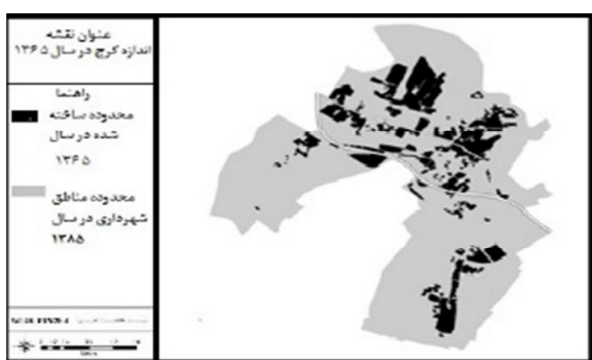 عنوان نقشه
اندازه کرج در سال ۱۳۶۵
راهنما
محدوده ساخته
شده در سال
۱۳۶۵
محدوده مناطق
شهرداری در سال
۱۳۸۵